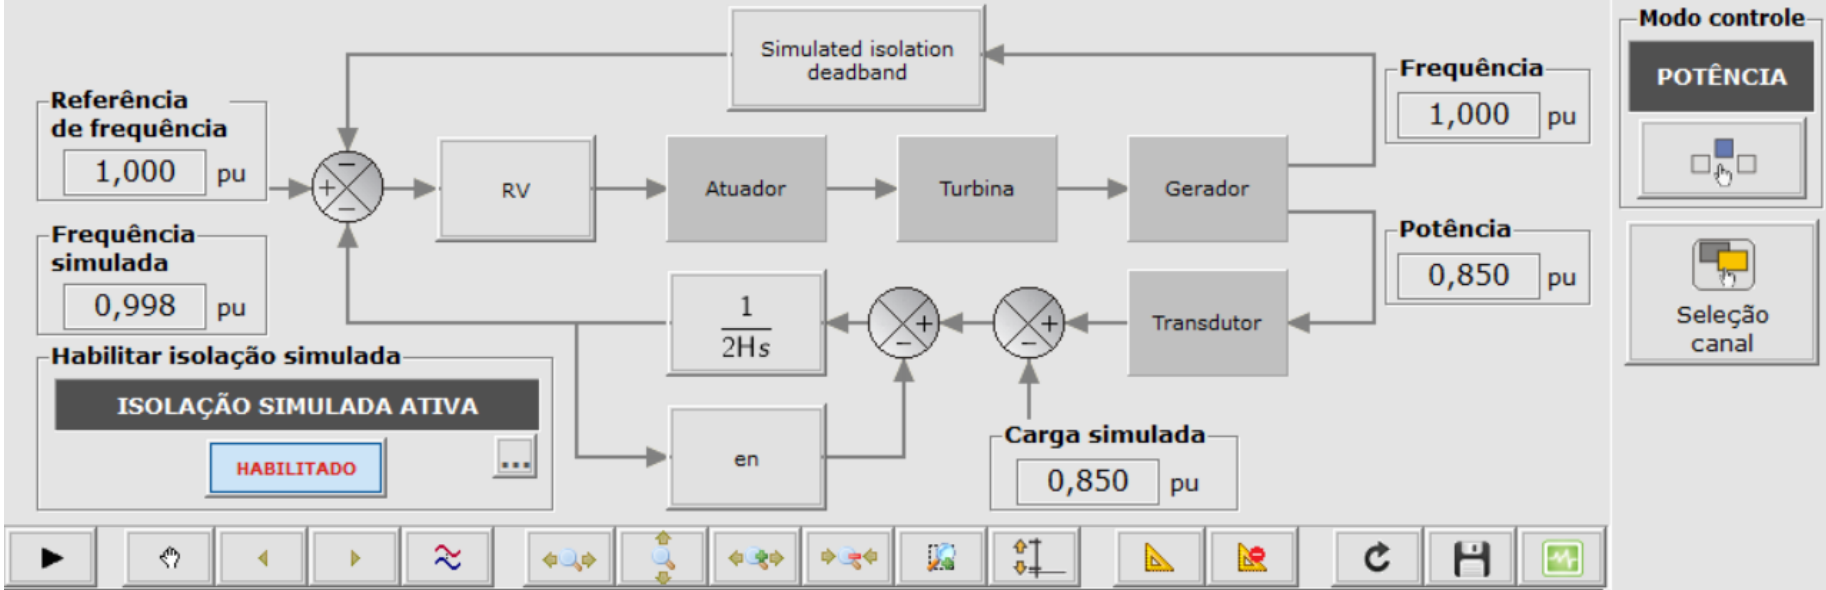 Simulated isolation
deadband
Modo controle
POTÊNCIA
Frequência
1,000 pu
Referência
de frequência
1,000 pu
+
−
−
RV
Atuador
Turbina
Gerador
Potência
0,850 pu
Frequência
simulada
0,998 pu
1
2Hs
+
−
+
−
Transdutor
Seleção
canal
Habilitar isolação simulada
ISOLAÇÃO SIMULADA ATIVA
HABILITADO
...
en
Carga simulada
0,850 pu